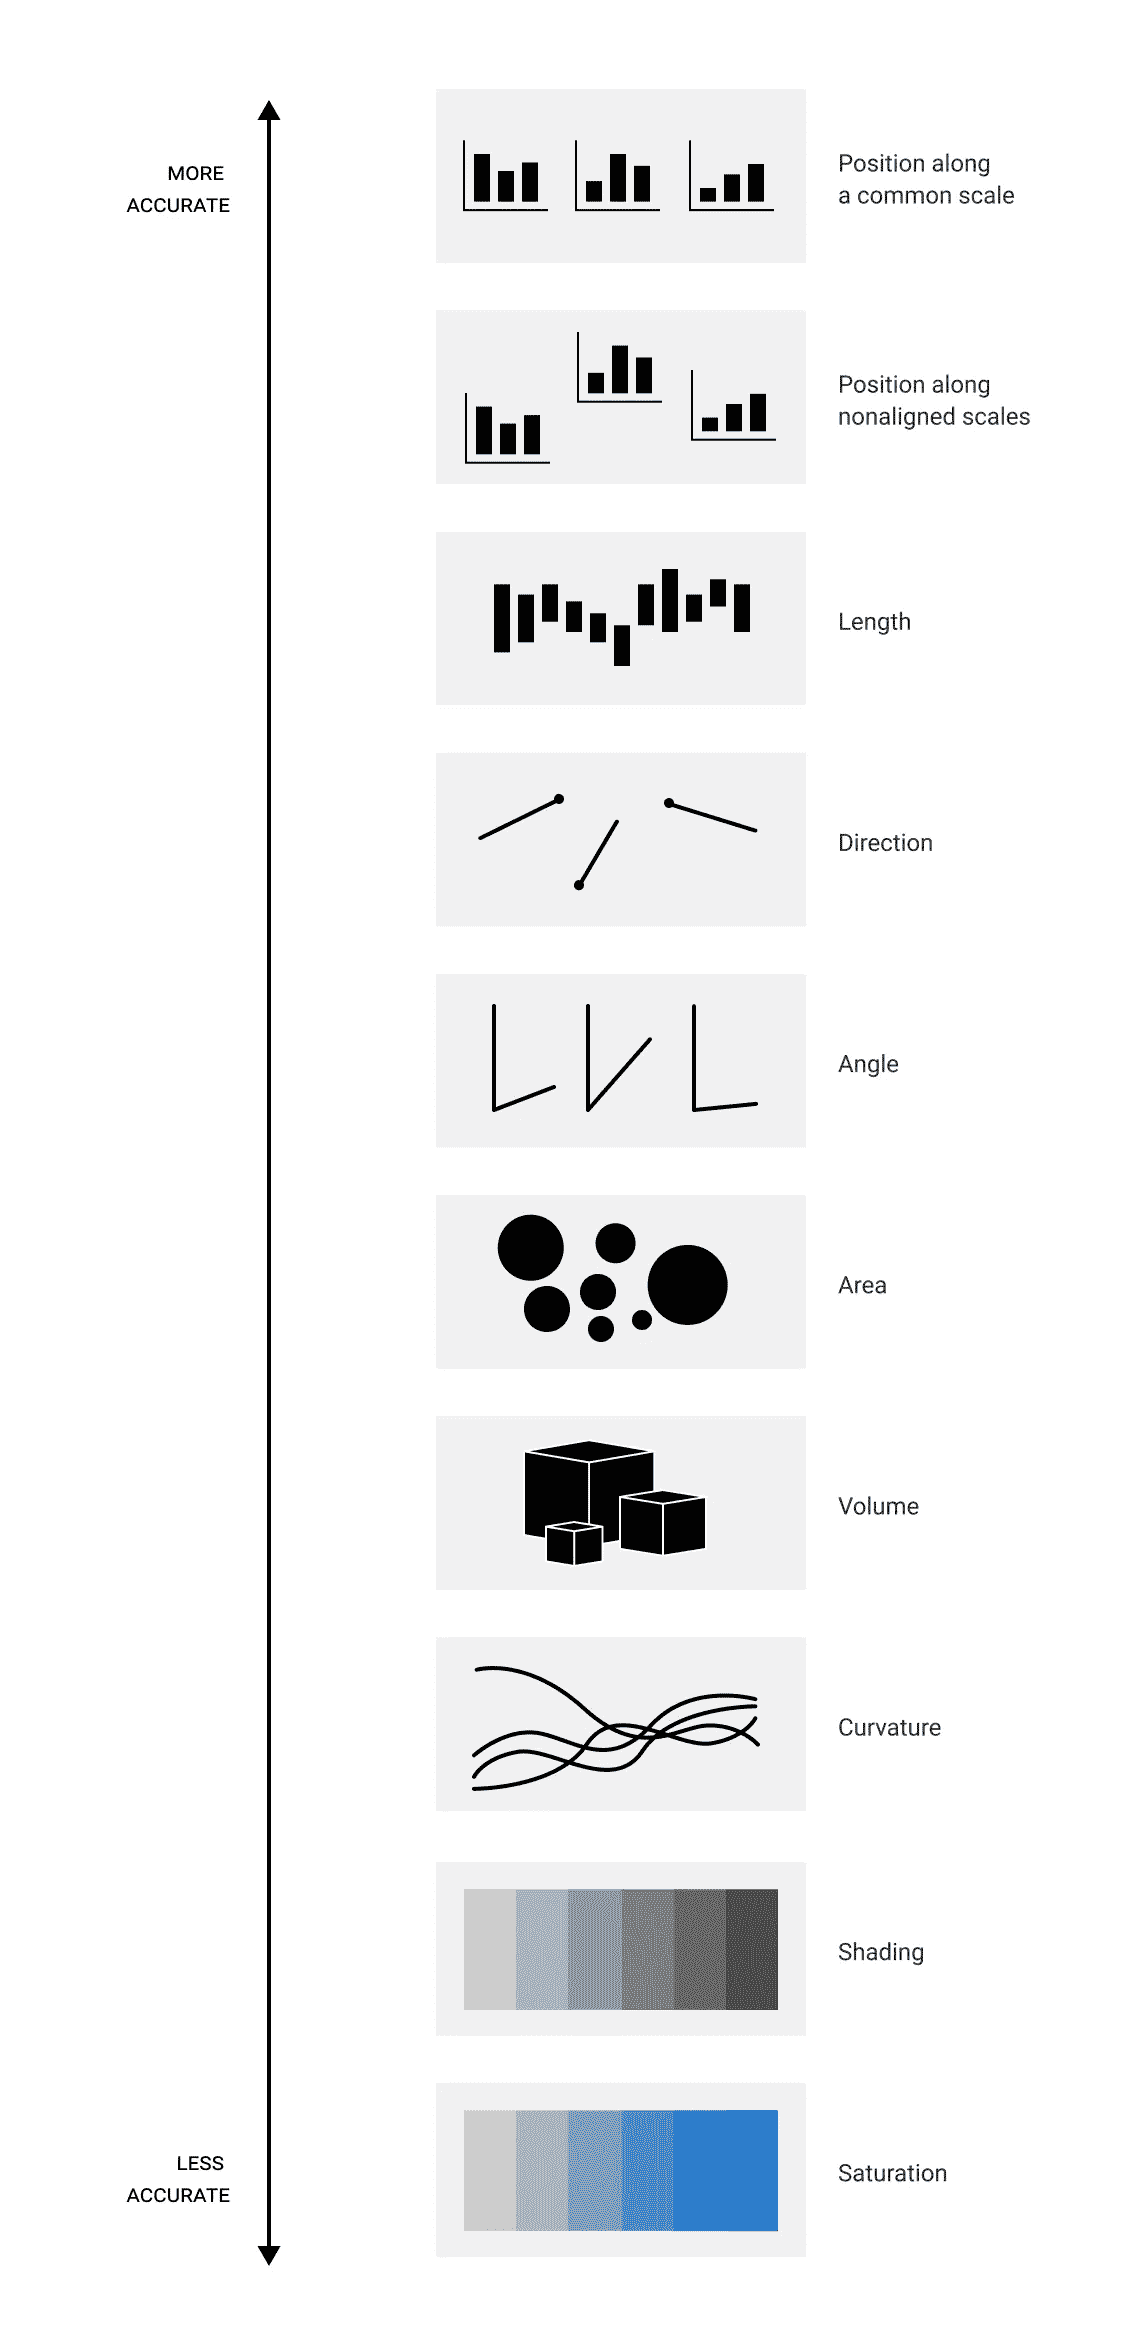 MORE
ACCURATE
Position along
a common scale
Position along
nonaligned scales
Length
Direction
Angle
Area
Volume
Curvature
Shading
Saturation
LESS
ACCURATE